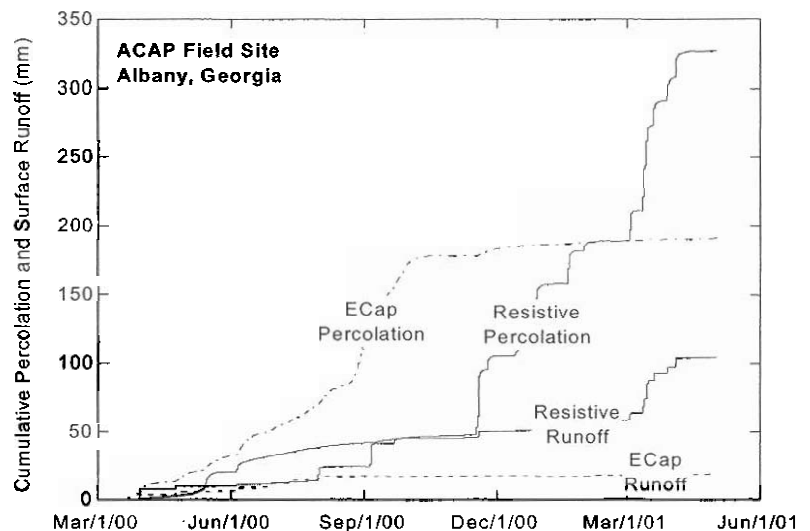 Cumulative Percolation and Surface Runoff (mm)
350
300
250
200
150
100
50
0
ACAP Field Site
Albany, Georgia
ECap
Percolation
Resistive
Percolation
Resistive
Runoff
ECap
Runoff
Mar/1/00
Jun/1/00
Sep/1/00
Dec/1/00
Mar/1/01
Jun/1/01